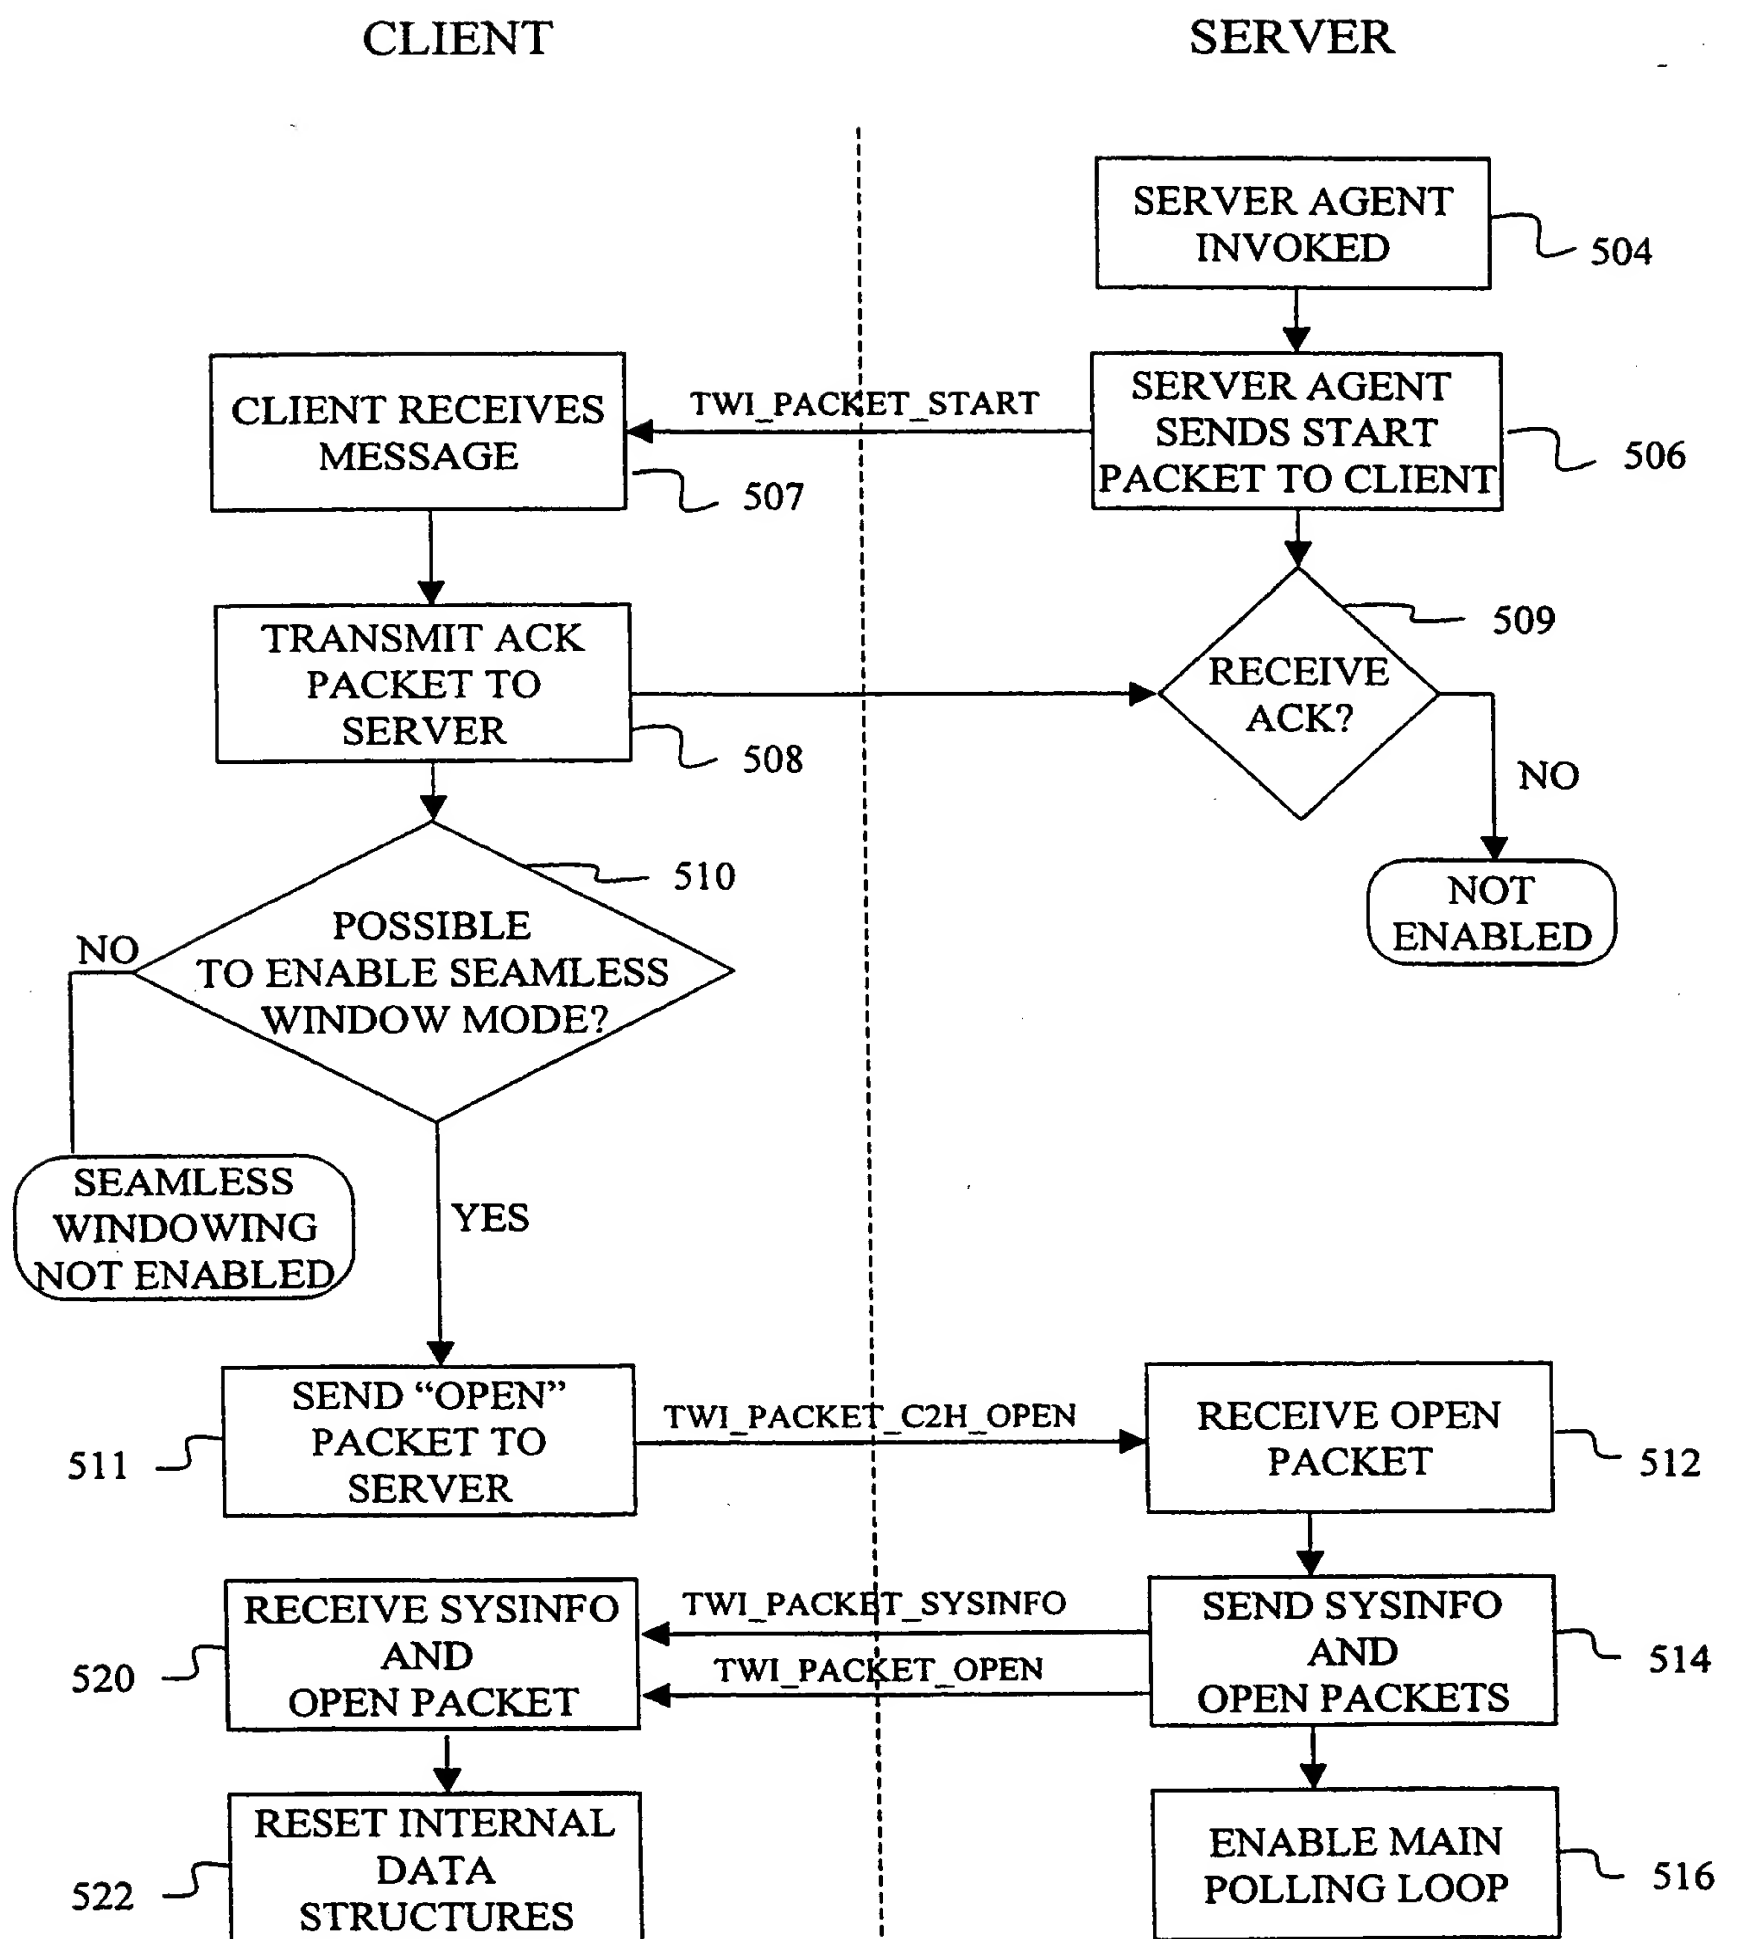 CLIENT
SERVER
SERVER AGENT
INVOKED
504
CLIENT RECEIVES
MESSAGE
507
TWI_PACKET_START
SERVER AGENT
SENDS START
PACKET TO CLIENT
506
TRANSMIT ACK
PACKET TO
SERVER
508
RECEIVE
ACK?
509
NO
NOT
ENABLED
510
POSSIBLE
TO ENABLE SEAMLESS
WINDOW MODE?
NO
SEAMLESS
WINDOWING
NOT ENABLED
YES
SEND “OPEN”
PACKET TO
SERVER
511
TWI_PACKET_C2H_OPEN
RECEIVE OPEN
PACKET
512
RECEIVE SYSINFO
AND
OPEN PACKET
520
TWI_PACKET_SYSINFO
TWI_PACKET_OPEN
SEND SYSINFO
AND
OPEN PACKETS
514
RESET INTERNAL
DATA
STRUCTURES
522
ENABLE MAIN
POLLING LOOP
516